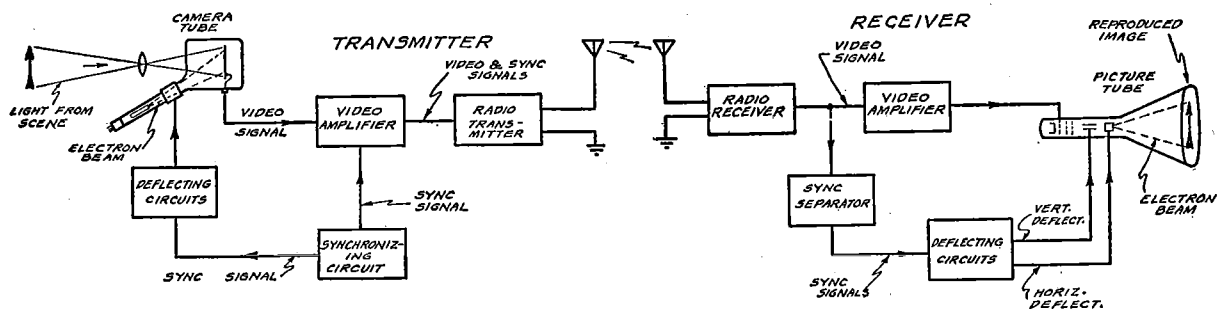 CAMERA
TUBE
TRANSMITTER
RECEIVER
REPRODUCED
IMAGE
VIDEO & SYNC
SIGNALS
VIDEO
SIGNAL
PICTURE
TUBE
LIGHT FROM
SCENE
ELECTRON
BEAM
VIDEO
SIGNAL
VIDEO
AMPLIFIER
RADIO
TRANS-
MITTER
RADIO
RECEIVER
VIDEO
AMPLIFIER
DEFLECTING
CIRCUITS
SYNC
SIGNAL
SYNC
SEPARATOR
ELECTRON
BEAM
SYNCHRONIZ-
ING
CIRCUIT
SYNC SIGNAL
VERT.
DEFLECT.
DEFLECTING
CIRCUITS
SYNC
SIGNALS
HORIZ-
DEFLECT.